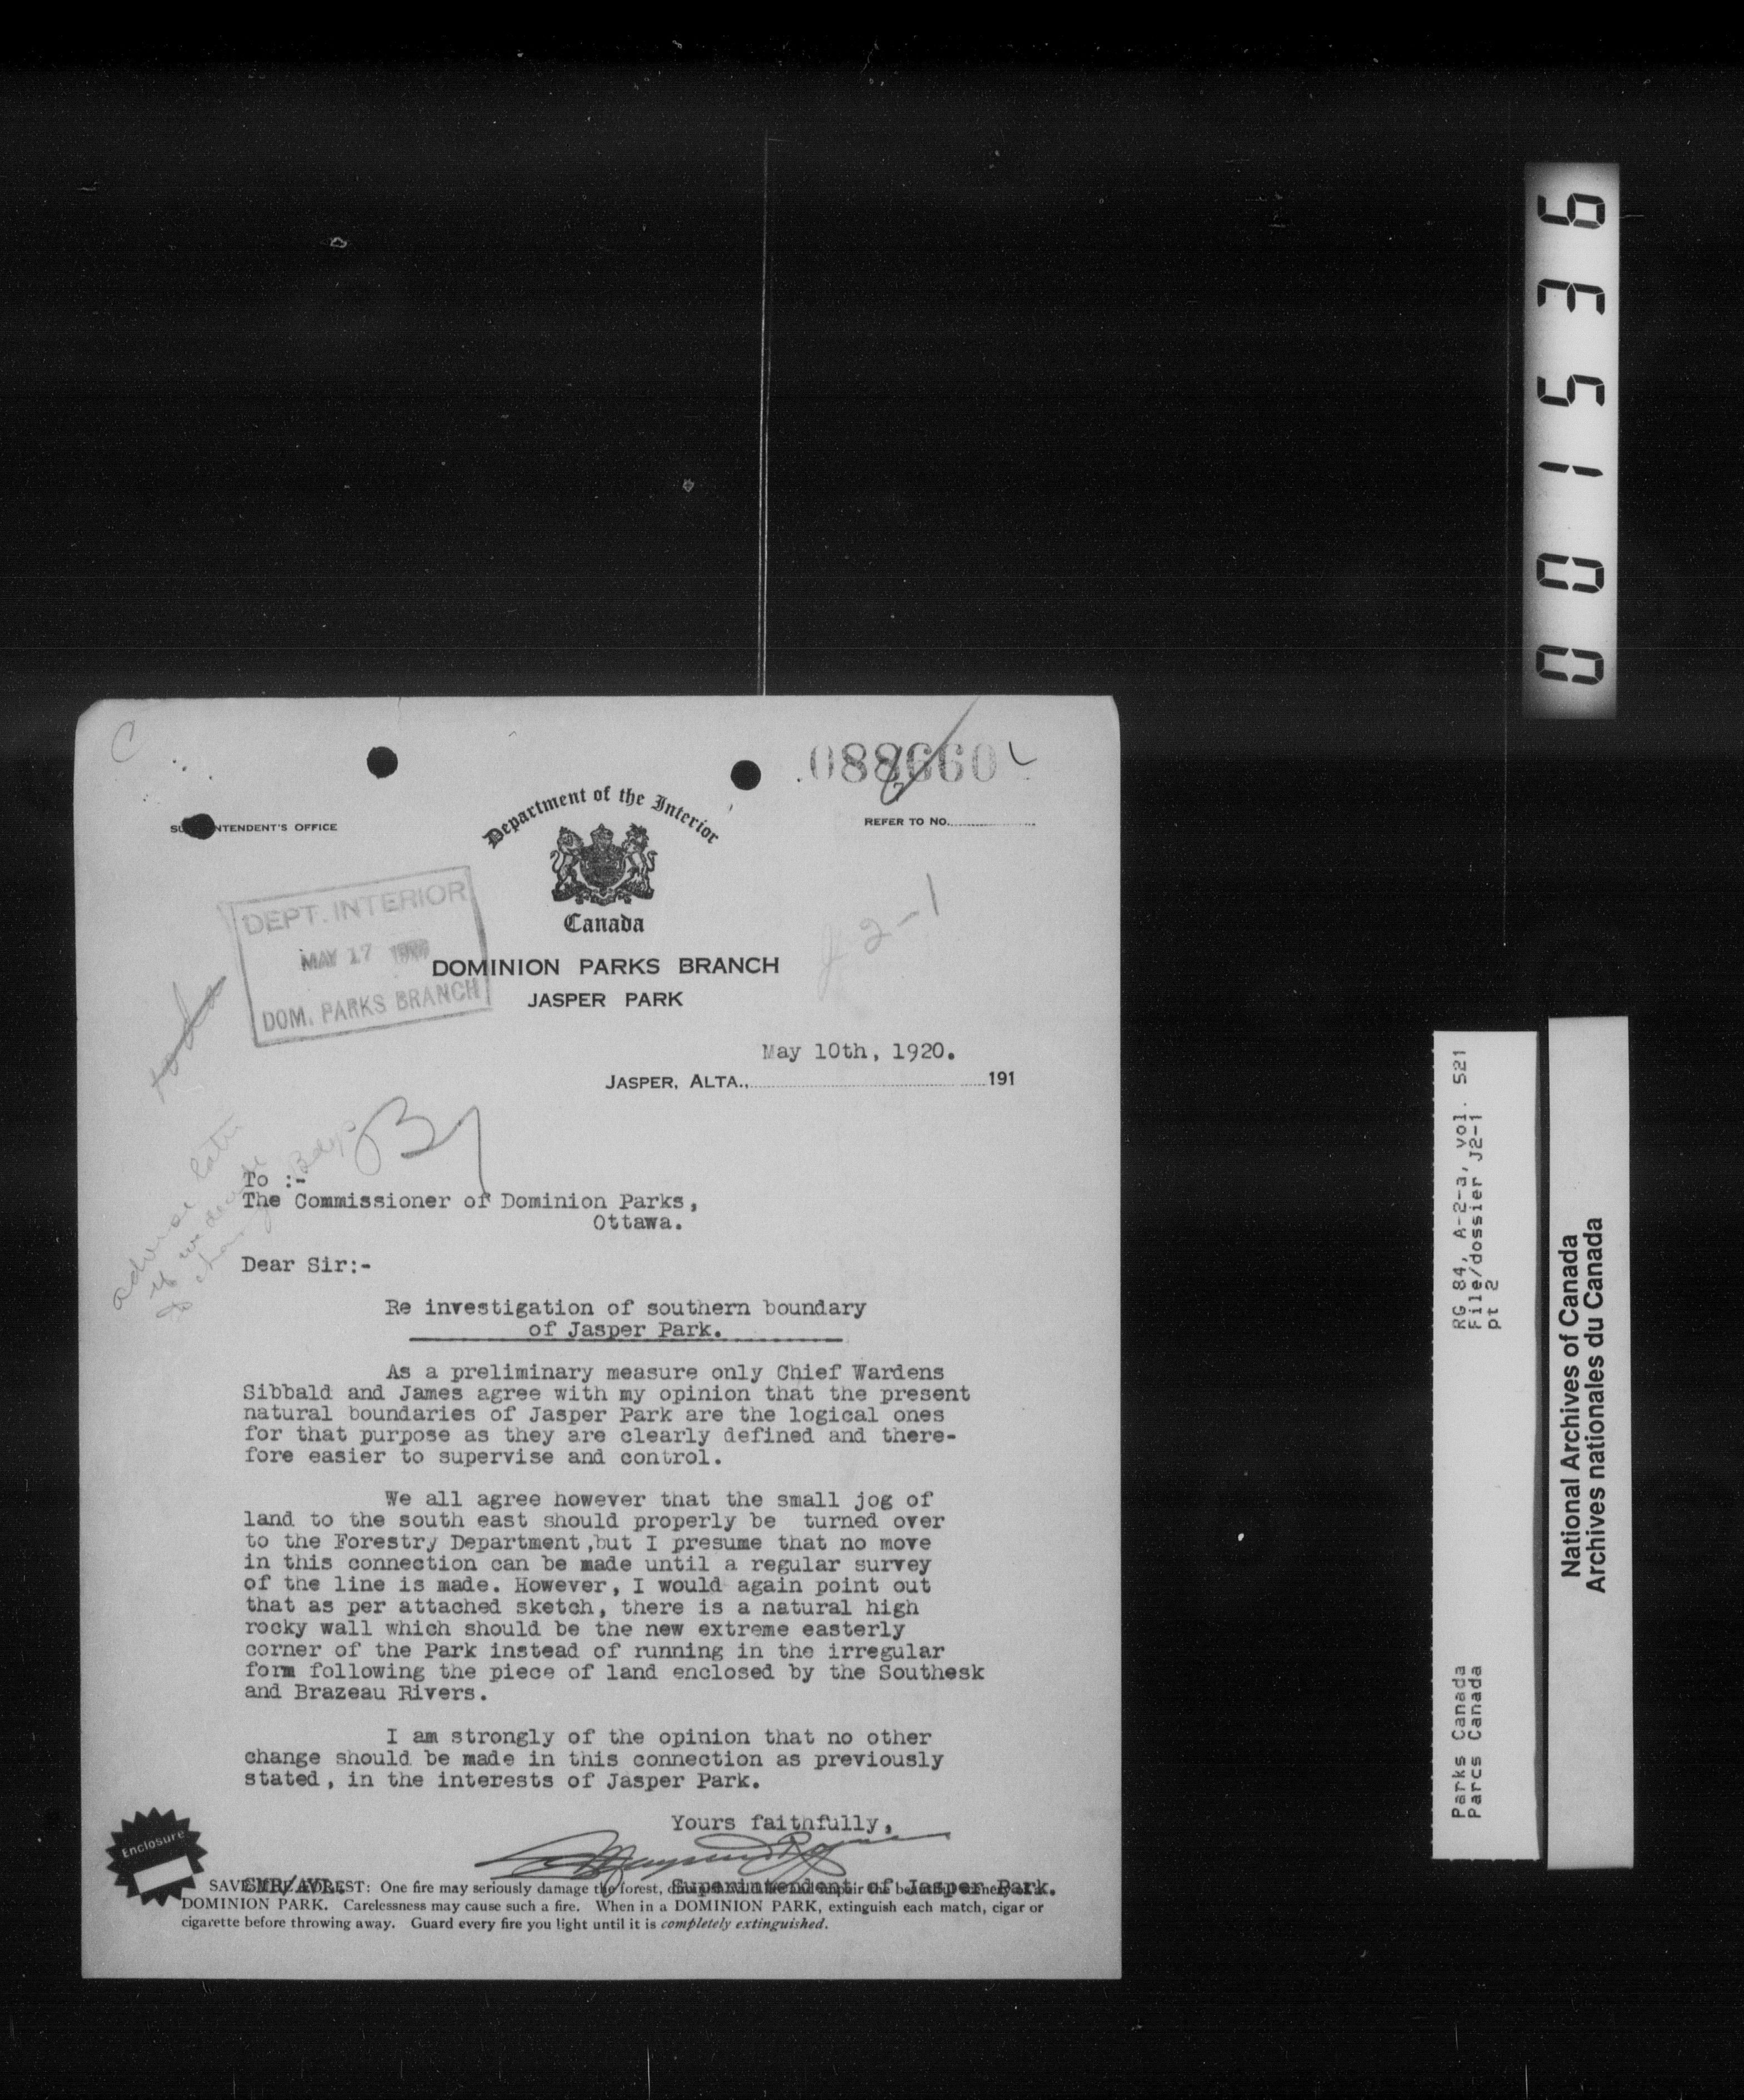 001536
C
088660
SUPERINTENDENT'S OFFICE
REFER TO NO.
Department of the Interior
Canada
DEPT. INTERIOR
MAY 17
DOM. PARKS BRANCH
J 2-1
DOMINION PARKS BRANCH
JASPER PARK
May 10th, 1920.
JASPER, ALTA., 191
To :-
The Commissioner of Dominion Parks,
Ottawa.
Dear Sir:-
Re investigation of southern boundary
of Jasper Park.
As a preliminary measure only Chief Wardens
Sibbald and James agree with my opinion that the present
natural boundaries of Jasper Park are the logical ones
for that purpose as they are clearly defined and there-
fore easier to supervise and control.
We all agree however that the small jog of
land to the south east should properly be turned over
to the Forestry Department,but I presume that no move
in this connection can be made until a regular survey
of the line is made. However, I would again point out
that as per attached sketch, there is a natural high
rocky wall which should be the new extreme easterly
corner of the Park instead of running in the irregular
form following the piece of land enclosed by the Southesk
and Brazeau Rivers.
I am strongly of the opinion that no other
change should be made in this connection as previously
stated, in the interests of Jasper Park.
Yours faithfully,
Enclosure
SMR/AVL.
Superintendent of Jasper Park.
SAVE THE FOREST: One fire may seriously damage the forest,
DOMINION PARK. Carelessness may cause such a fire. When in a DOMINION PARK, extinguish each match, cigar or
cigarette before throwing away. Guard every fire you light until it is completely extinguished.
RG 84, A-2-a, vol. 521
File/dossier J2-1
pt 2
Parks Canada
Parcs Canada
National Archives of Canada
Archives nationales du Canada